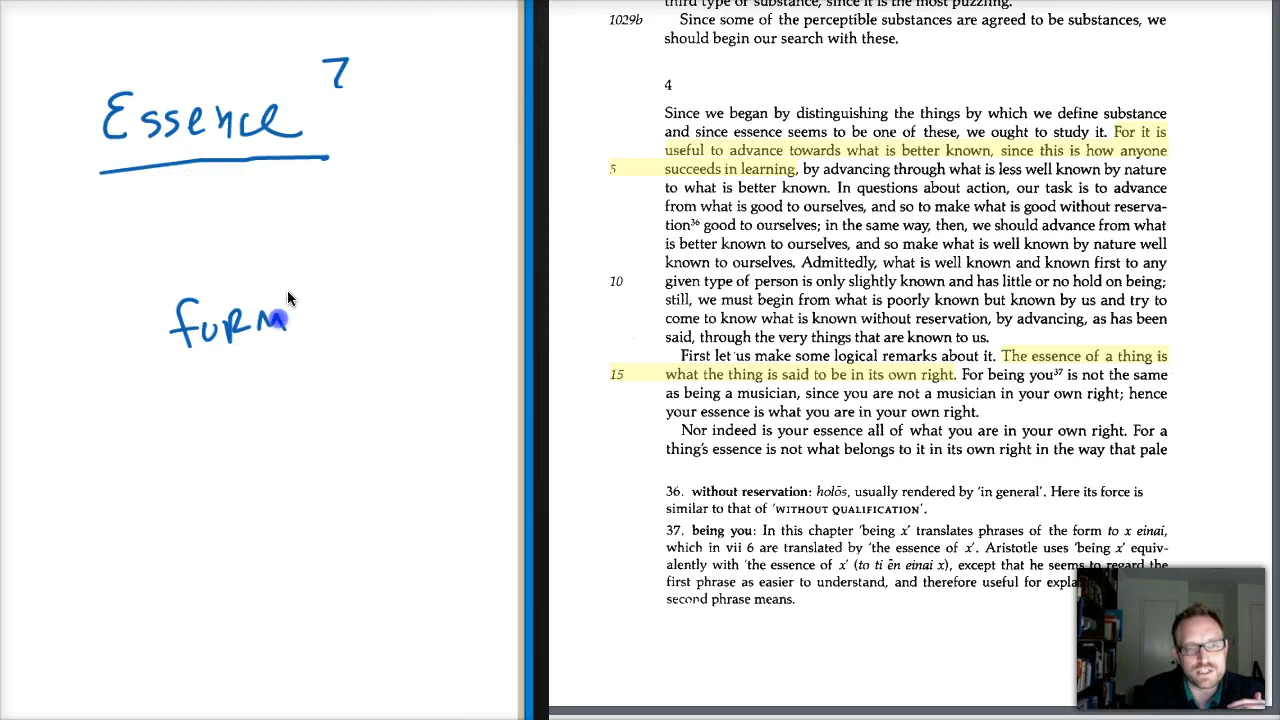 7
Essence
form
third type of substance, since it is the most puzzling.
1029b Since some of the perceptible substances are agreed to be substances, we
should begin our search with these.
4
Since we began by distinguishing the things by which we define substance
and since essence seems to be one of these, we ought to study it. For it is
useful to advance towards what is better known, since this is how anyone
5 succeeds in learning, by advancing through what is less well known by nature
to what is better known. In questions about action, our task is to advance
from what is good to ourselves, and so to make what is good without reserva-
tion³⁶ good to ourselves; in the same way, then, we should advance from what
is better known to ourselves, and so make what is well known by nature well
known to ourselves. Admittedly, what is well known and known first to any
10 given type of person is only slightly known and has little or no hold on being;
still, we must begin from what is poorly known but known by us and try to
come to know what is known without reservation, by advancing, as has been
said, through the very things that are known to us.
First let us make some logical remarks about it. The essence of a thing is
15 what the thing is said to be in its own right. For being you³⁷ is not the same
as being a musician, since you are not a musician in your own right; hence
your essence is what you are in your own right.
Nor indeed is your essence all of what you are in your own right. For a
thing's essence is not what belongs to it in its own right in the way that pale
36. without reservation: holōs, usually rendered by 'in general'. Here its force is
similar to that of 'WITHOUT QUALIFICATION'.
37. being you: In this chapter 'being x' translates phrases of the form to x einai,
which in vii 6 are translated by 'the essence of x'. Aristotle uses 'being x' equiv-
alently with 'the essence of x' (to ti ēn einai x), except that he seems to regard the
first phrase as easier to understand, and therefore useful for
second phrase means.